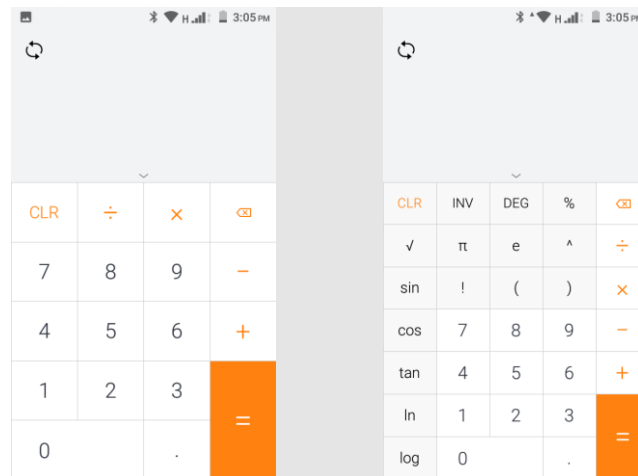 H 3:05 PM
CLR ÷ ×
7 8 9 −
4 5 6 +
1 2 3 =
0 .
H 3:05 PM
CLR INV DEG %
√ π e ^ ÷
sin ! ( ) ×
cos 7 8 9 −
tan 4 5 6 +
ln 1 2 3 =
log 0 .